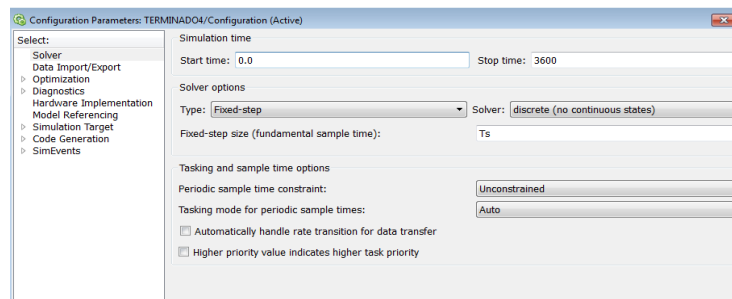 Configuration Parameters: TERMINADO4/Configuration (Active)
Select:
Solver
Data Import/Export
Optimization
Diagnostics
Hardware Implementation
Model Referencing
Simulation Target
Code Generation
SimEvents
Simulation time
Start time: 0.0 Stop time: 3600
Solver options
Type: Fixed-step Solver: discrete (no continuous states)
Fixed-step size (fundamental sample time): Ts
Tasking and sample time options
Periodic sample time constraint: Unconstrained
Tasking mode for periodic sample times: Auto
Automatically handle rate transition for data transfer
Higher priority value indicates higher task priority